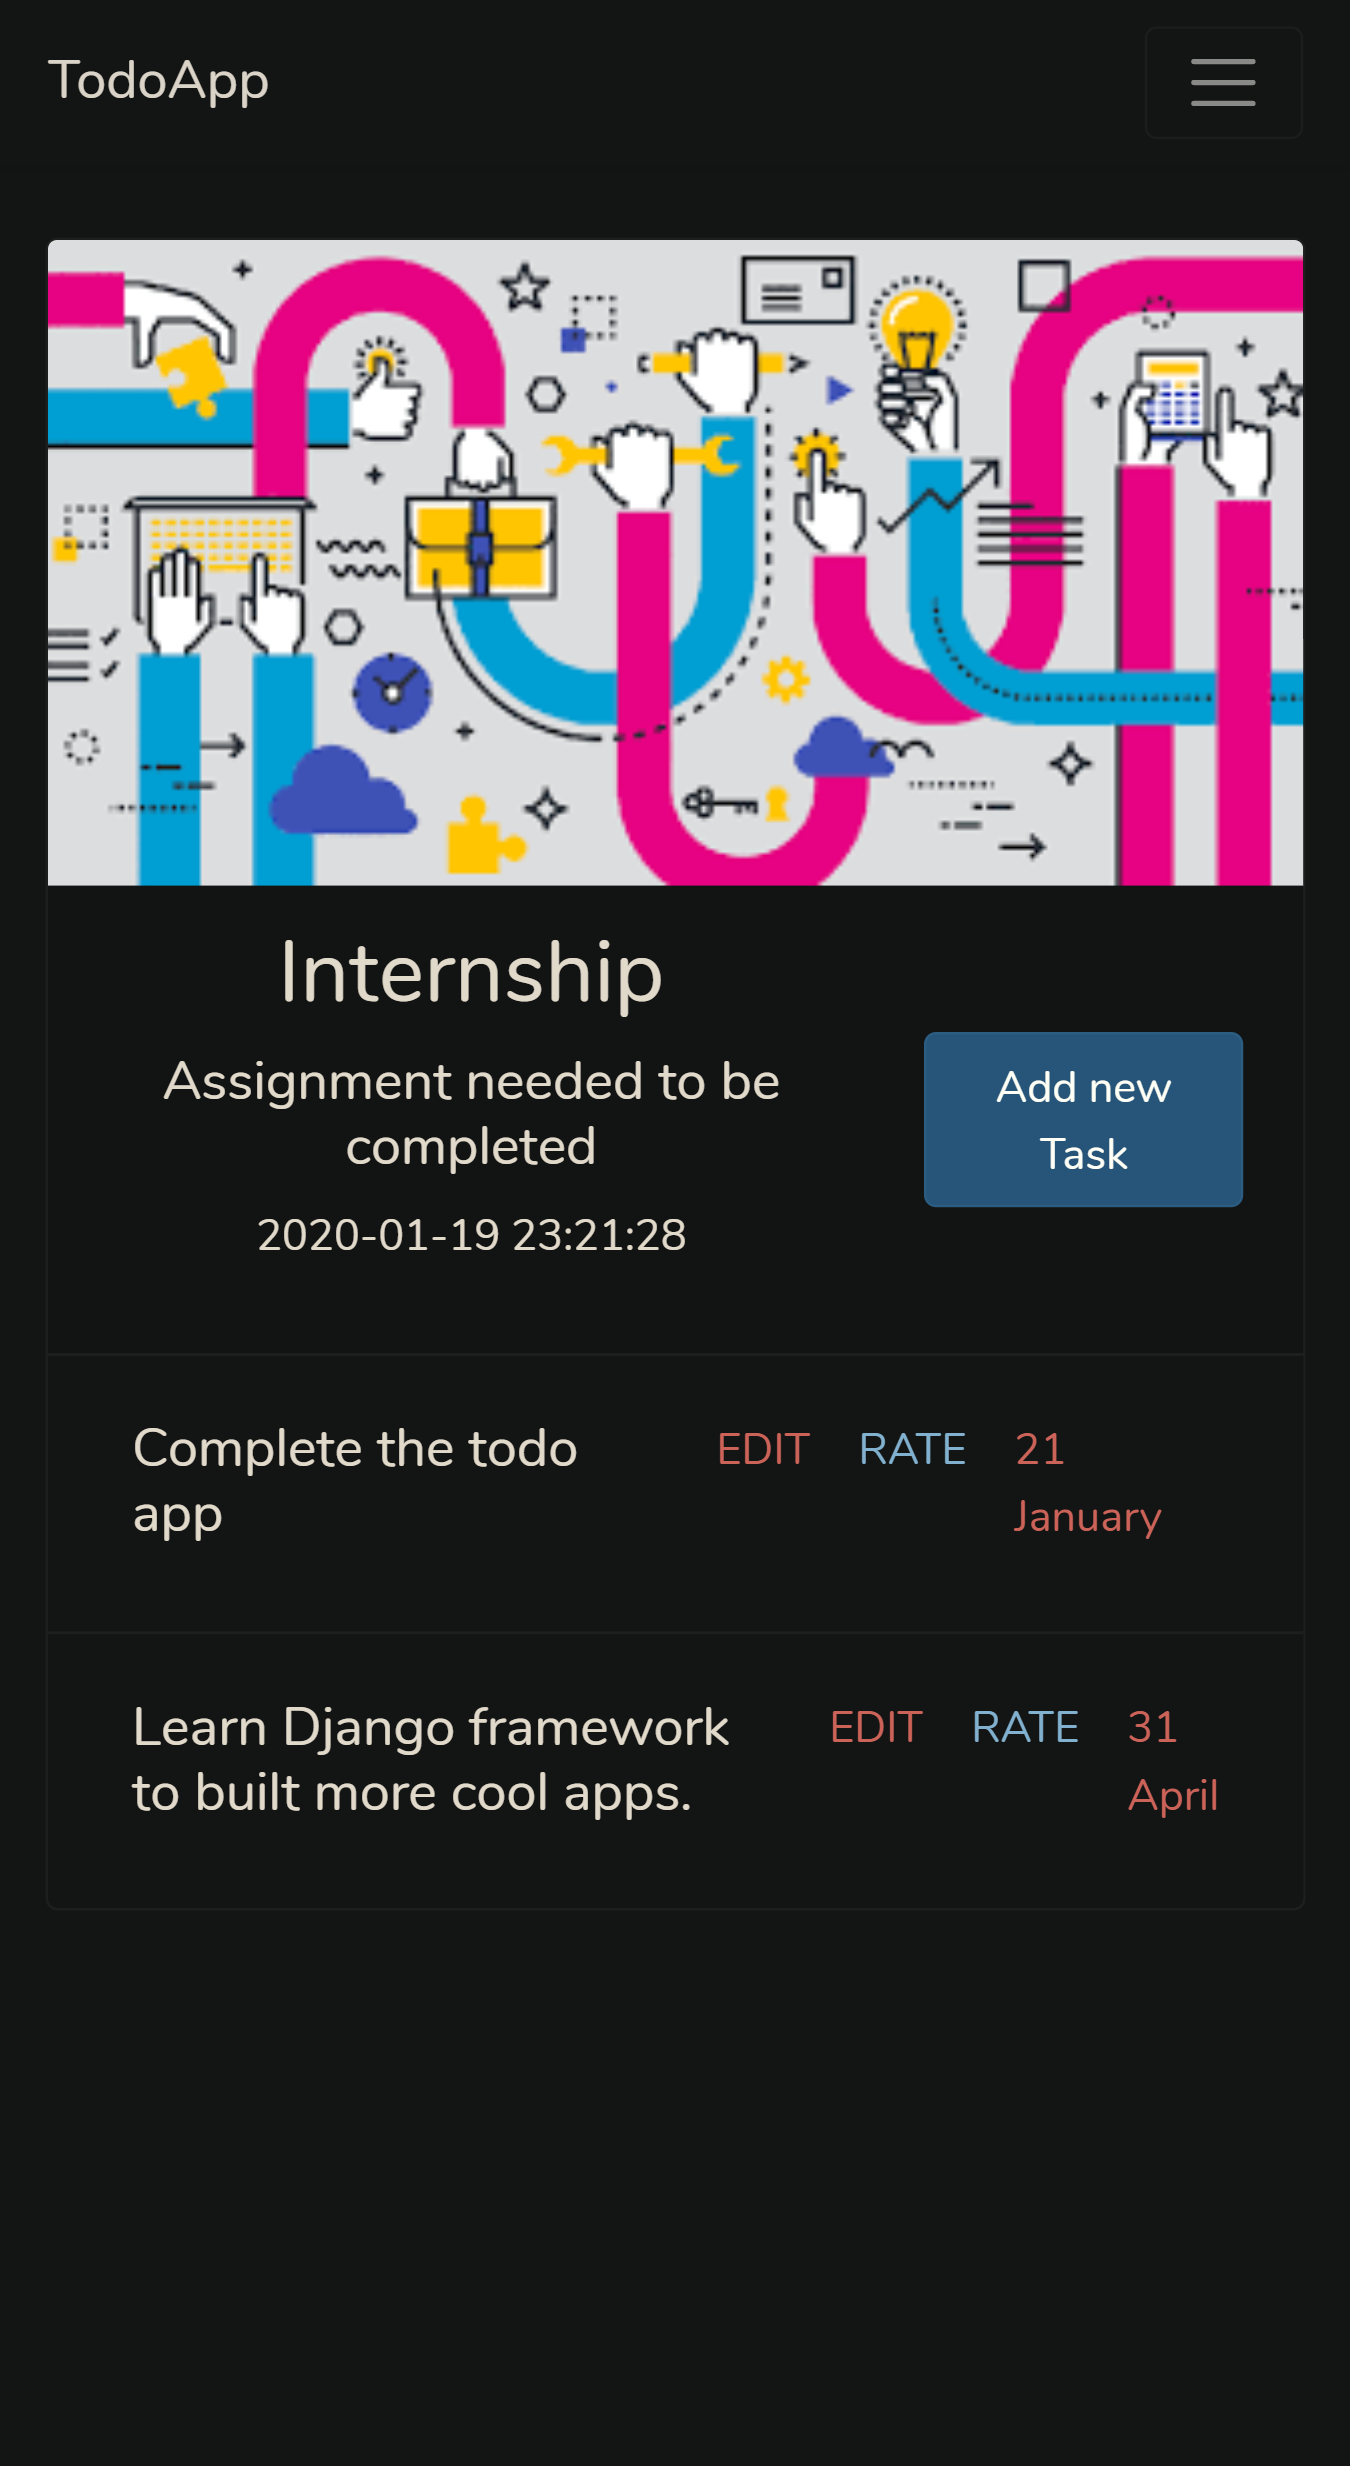 TodoApp
Internship
Assignment needed to be
completed
2020-01-19 23:21:28
Add new
Task
Complete the todo
app
EDIT RATE 21
January
Learn Django framework
to built more cool apps.
EDIT RATE 31
April